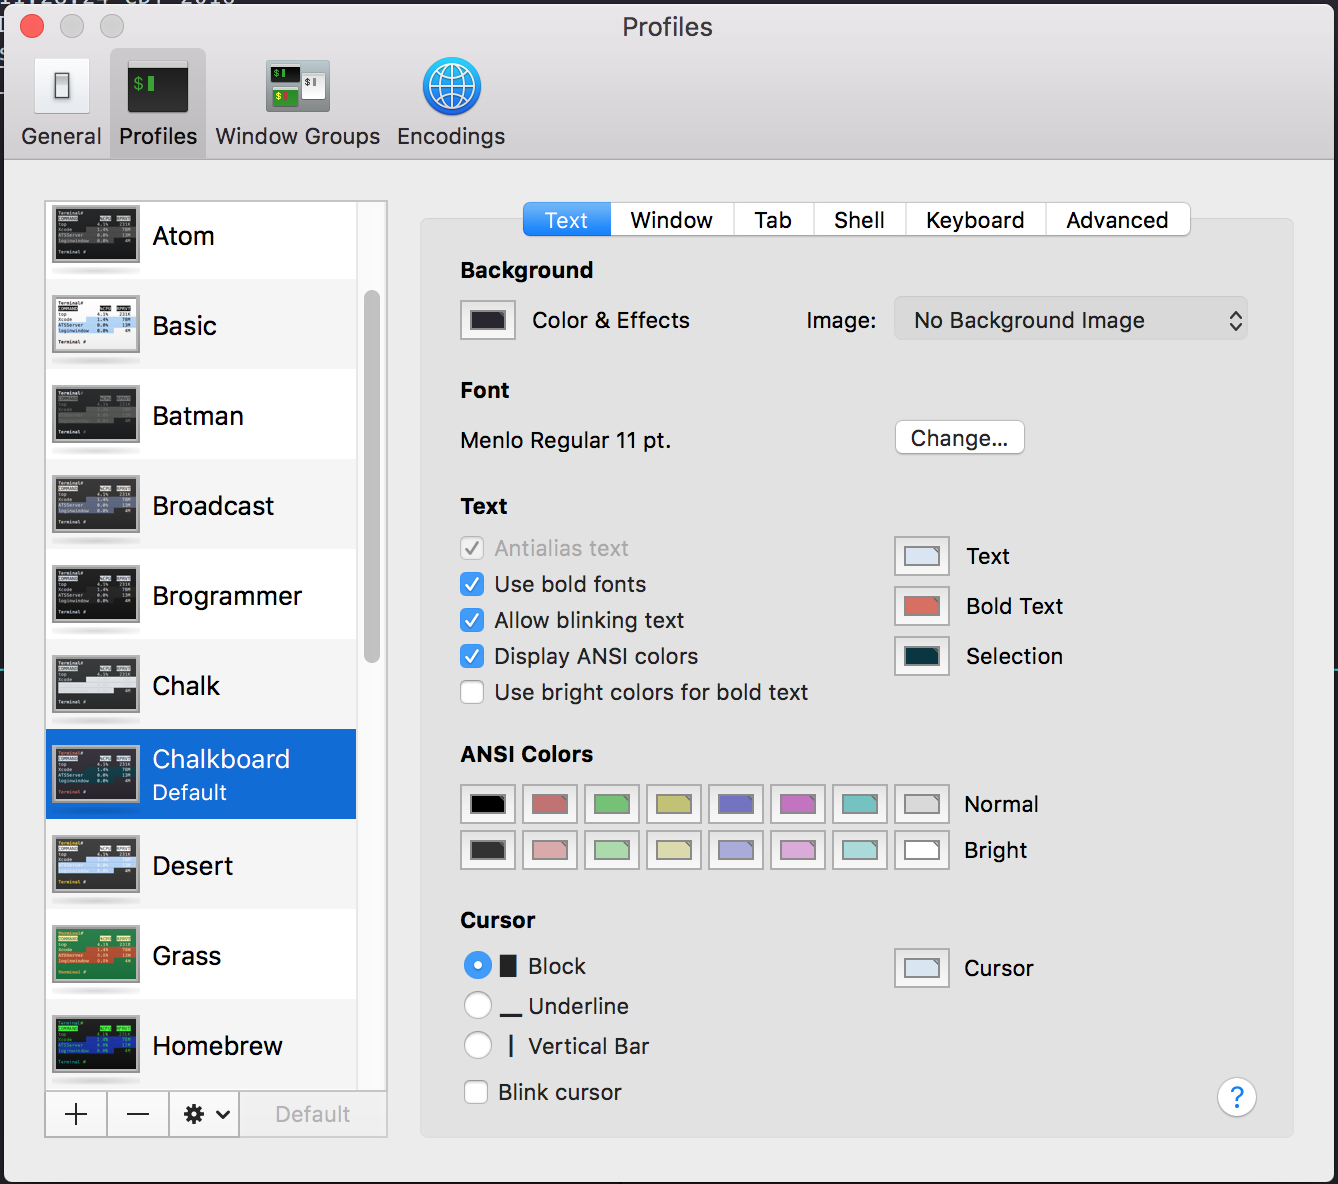 Profiles
General
Profiles
Window Groups
Encodings
Atom
Basic
Batman
Broadcast
Brogrammer
Chalk
Chalkboard
Default
Desert
Grass
Homebrew
Default
Text
Window
Tab
Shell
Keyboard
Advanced
Background
Color & Effects
Image:
No Background Image
Font
Menlo Regular 11 pt.
Change...
Text
Antialias text
Use bold fonts
Allow blinking text
Display ANSI colors
Use bright colors for bold text
Text
Bold Text
Selection
ANSI Colors
Normal
Bright
Cursor
Block
Underline
Vertical Bar
Blink cursor
Cursor
?